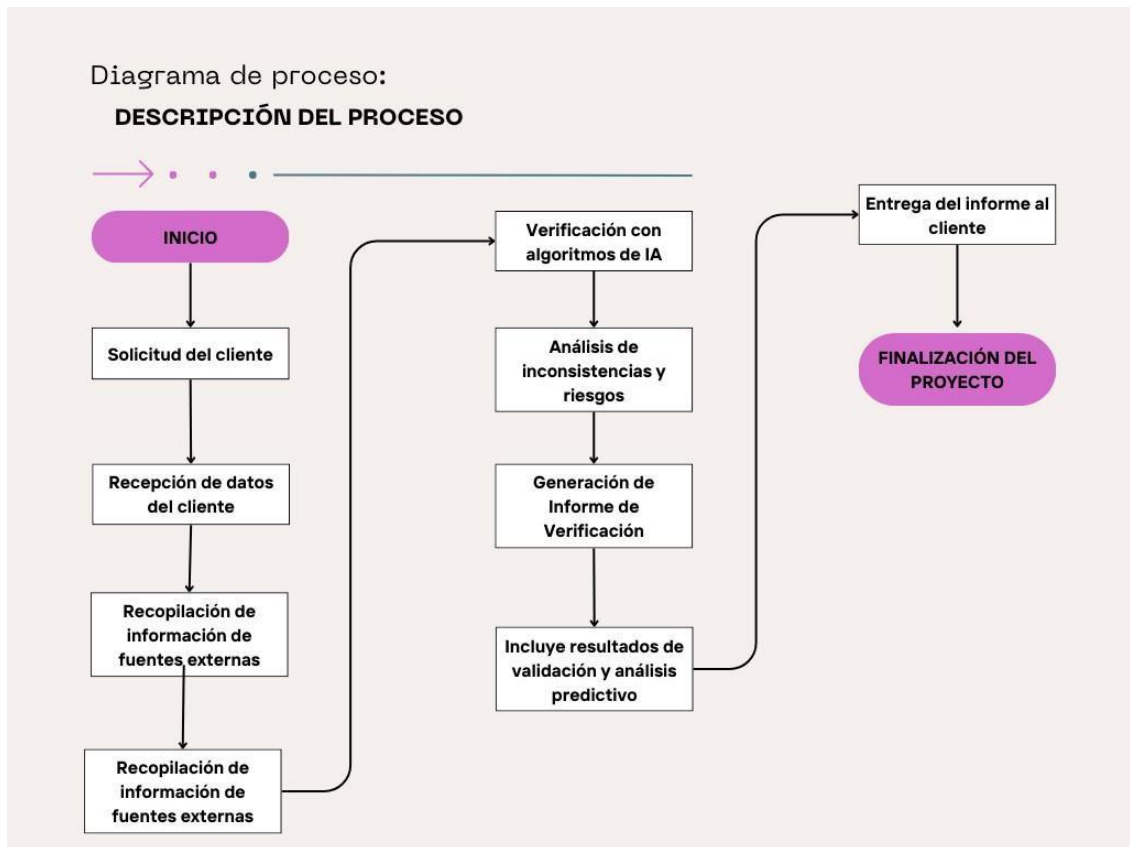 Diagrama de proceso:
DESCRIPCIÓN DEL PROCESO
INICIO
Solicitud del cliente
Recepción de datos
del cliente
Recopilación de
información de
fuentes externas
Recopilación de
información de
fuentes externas
Verificación con
algoritmos de IA
Análisis de
inconsistencias y
riesgos
Generación de
Informe de
Verificación
Incluye resultados de
validación y análisis
predictivo
Entrega del informe al
cliente
FINALIZACIÓN DEL
PROYECTO